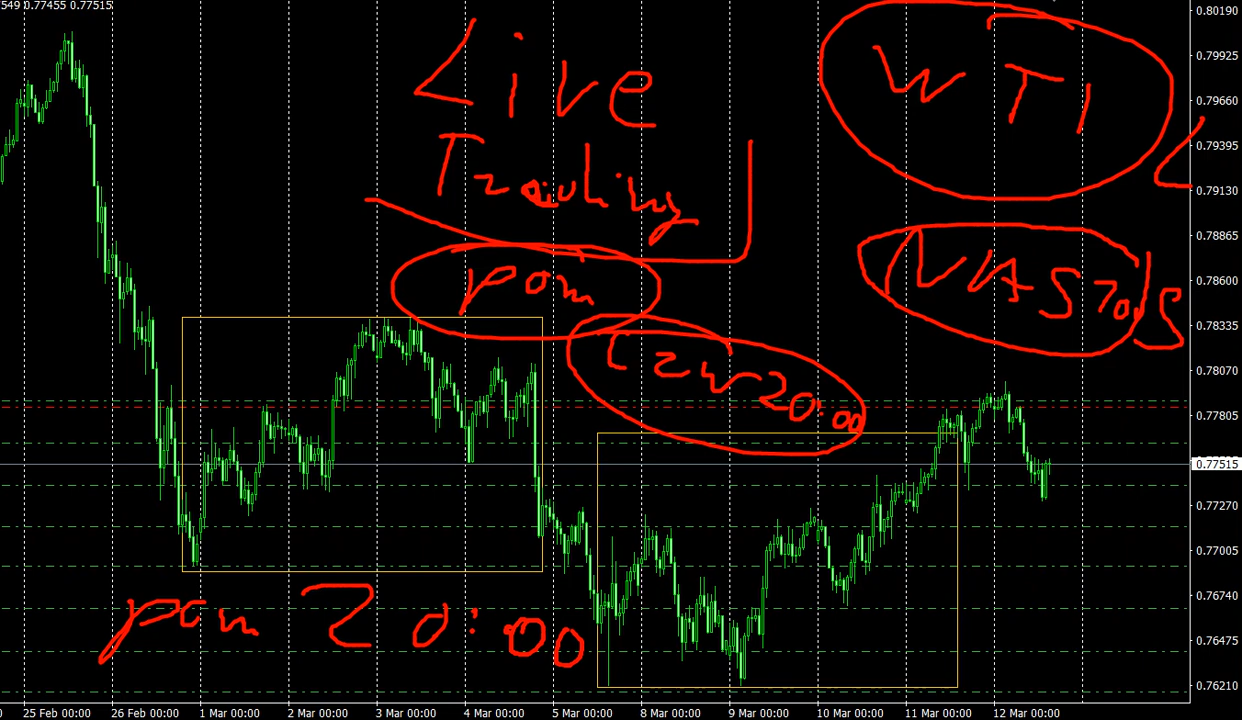 549 0.77455 0.77515
Live
Trading
WTI
NAS
20:00
20:00
0.80190
0.79925
0.79660
0.79395
0.79130
0.78865
0.78600
0.78335
0.78070
0.77805
0.77515
0.77270
0.77005
0.76740
0.76475
0.76210
25 Feb 00:00
26 Feb 00:00
1 Mar 00:00
2 Mar 00:00
3 Mar 00:00
4 Mar 00:00
5 Mar 00:00
8 Mar 00:00
9 Mar 00:00
10 Mar 00:00
11 Mar 00:00
12 Mar 00:00